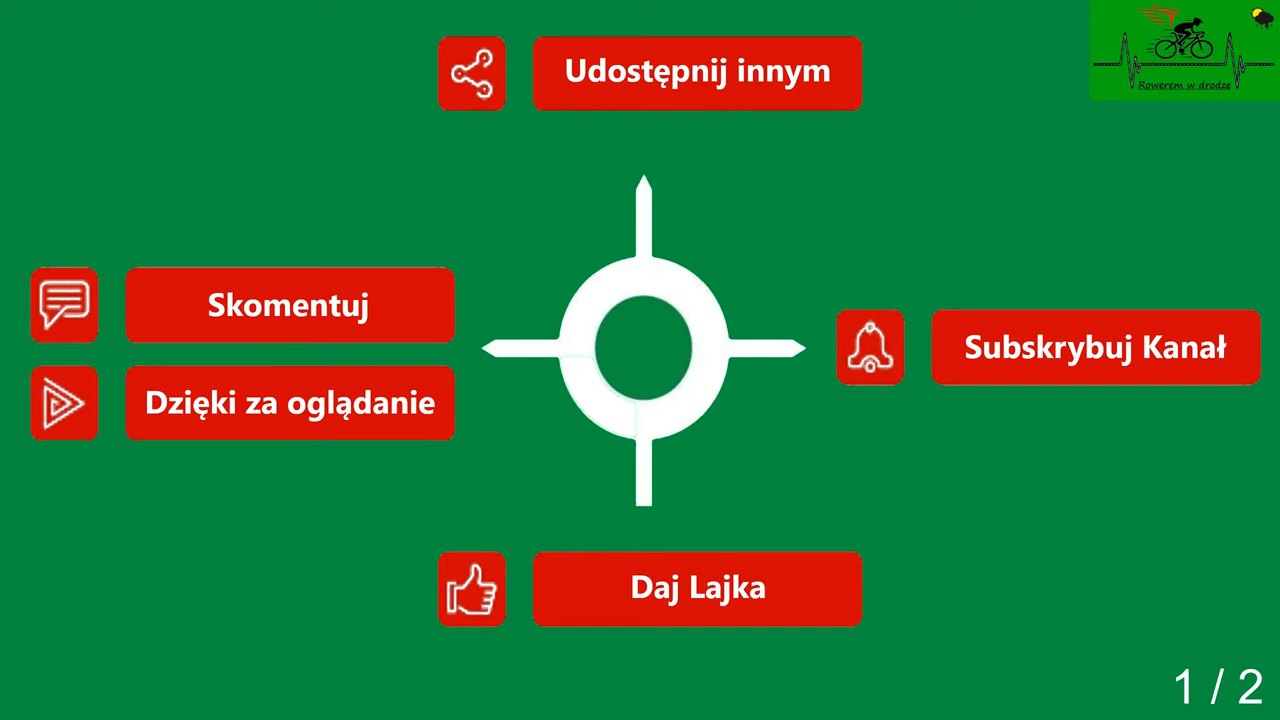 Udostępnij innym
Rowerem w drodze
Skomentuj
Dzięki za oglądanie
Subskrybuj Kanał
Daj Lajka
1 / 2